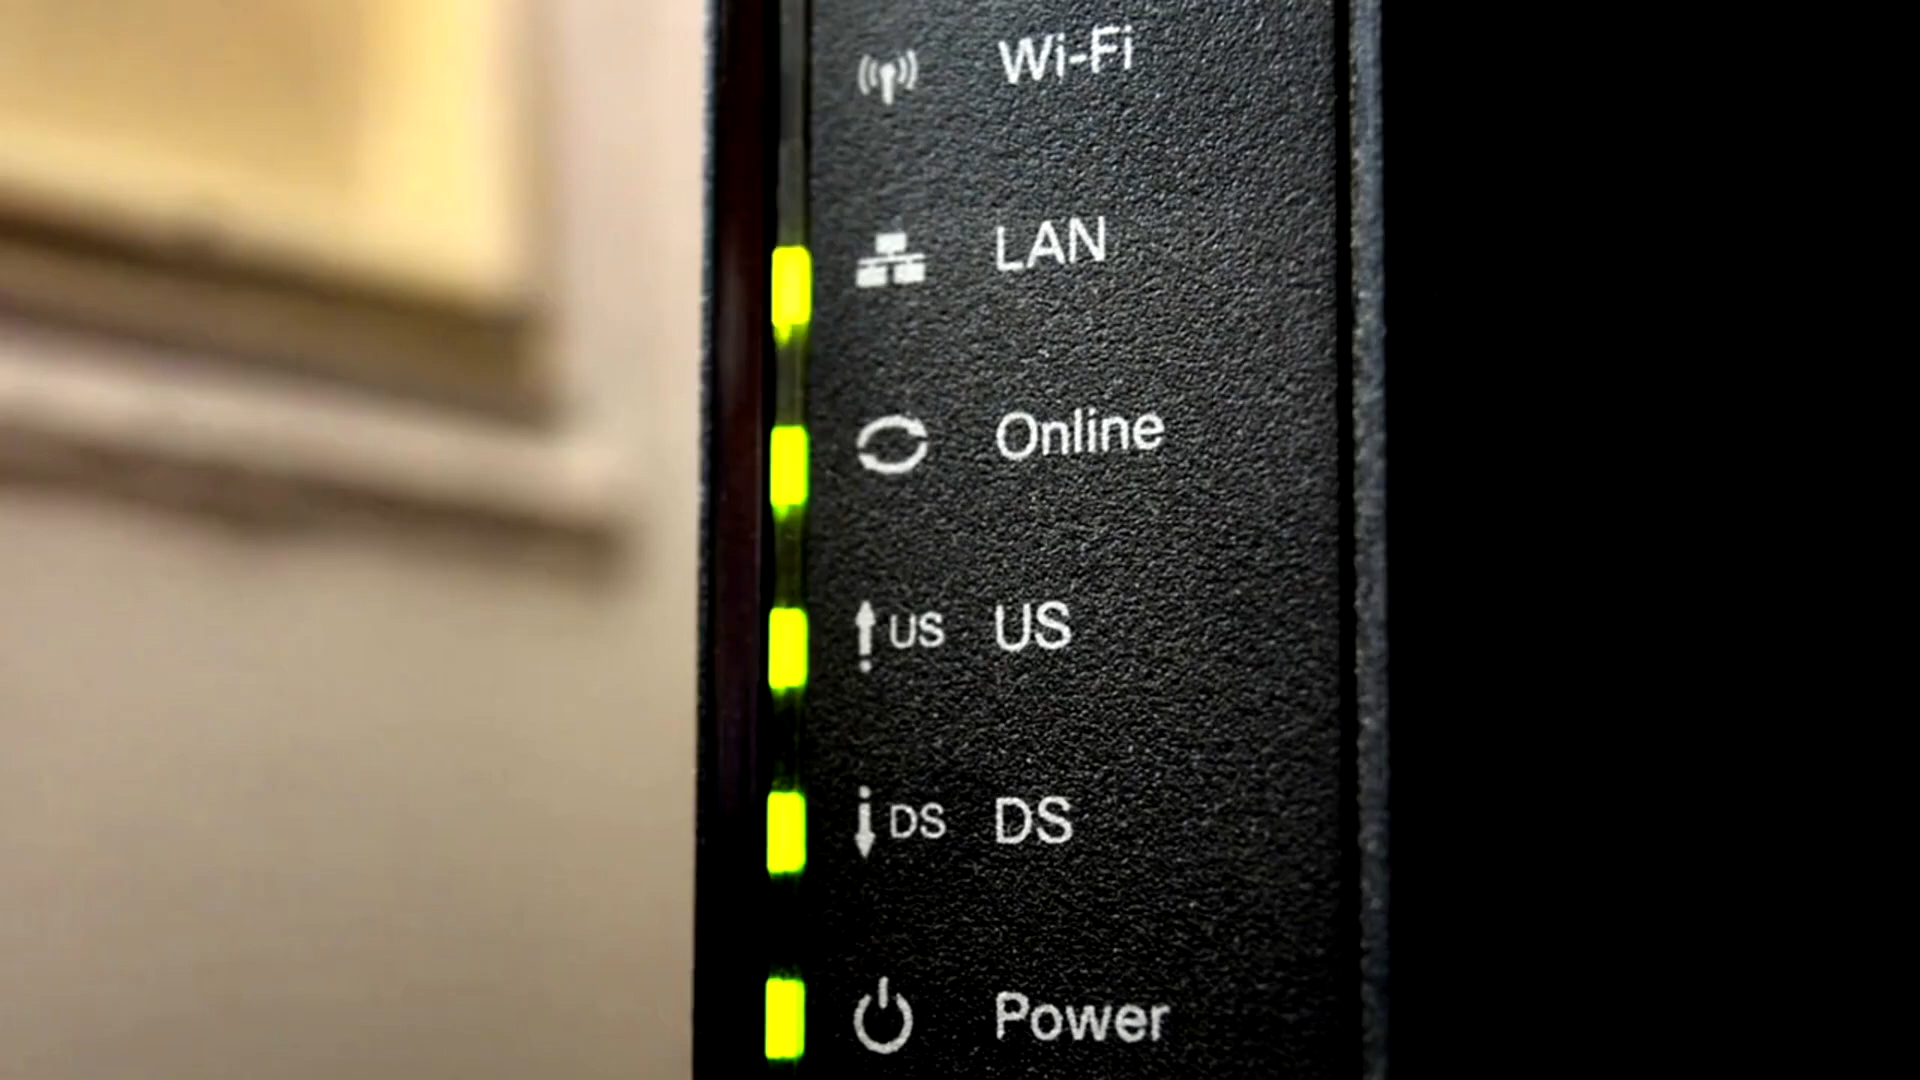 Wi-Fi
LAN
Online
US US
DS DS
Power